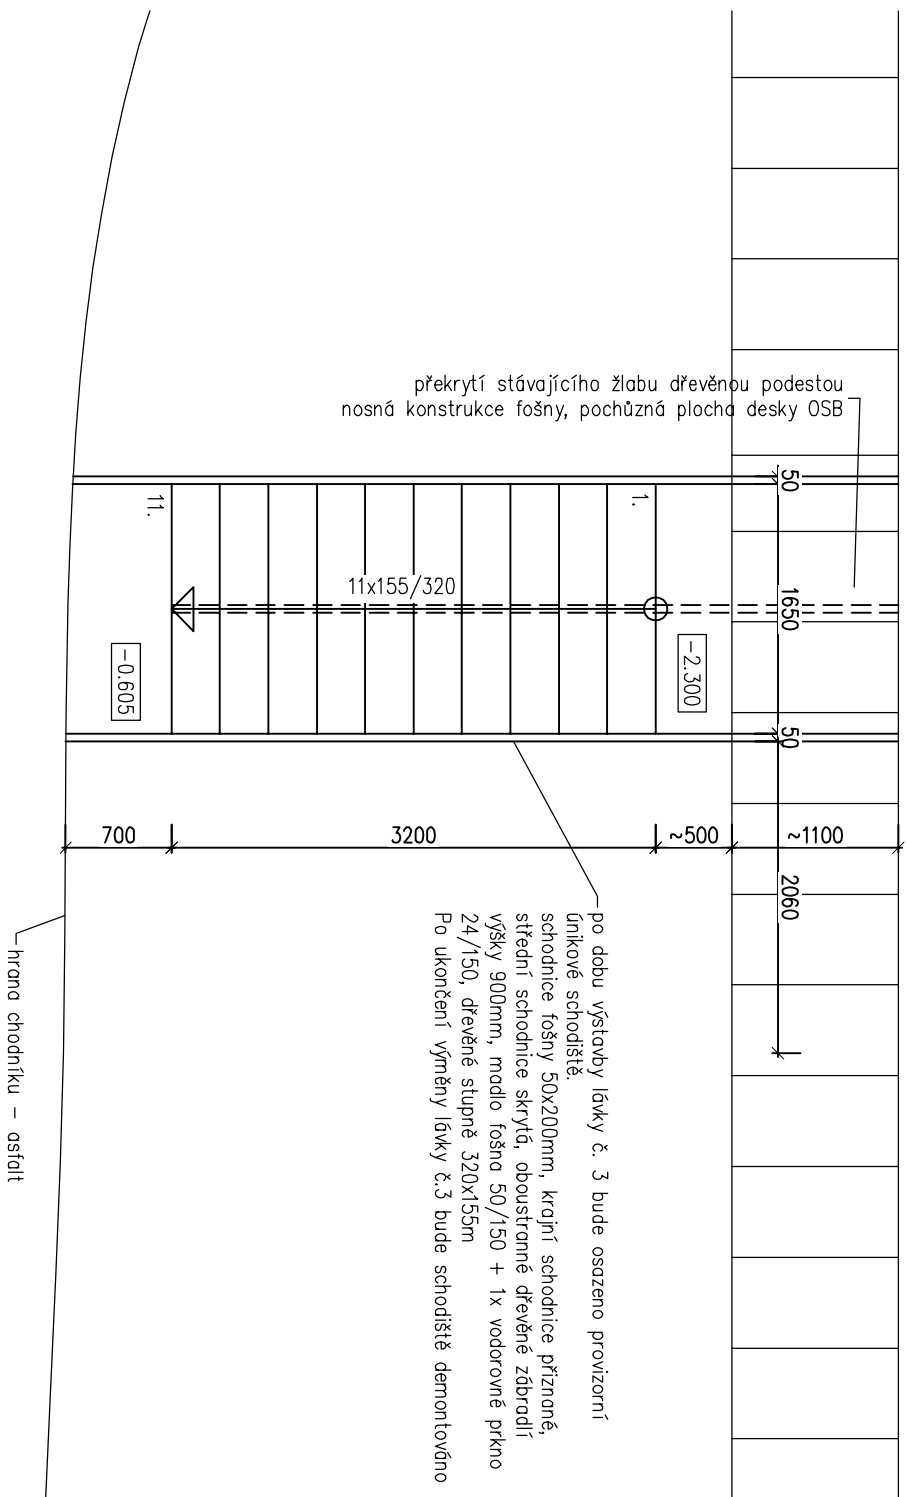 překrytí stávajícího žlabu dřevěnou podestou
nosná konstrukce fošny, pochůzná plocha desky OSB
50
1650
50
2060
1.
11.
11x155/320
-2.300
-0.605
700
3200
~500
~1100
po dobu výstavby lávky č. 3 bude osazeno provizorní
únikové schodiště.
schodnice fošny 50x200mm, krajní schodnice přiznané,
střední schodnice skrytá, oboustranné dřevěné zábradlí
výšky 900mm, madlo fošna 50/150 + 1x vodorovné prkno
24/150, dřevěné stupně 320x155m
Po ukončení výměny lávky č.3 bude schodiště demontováno
hrana chodníku - asfalt